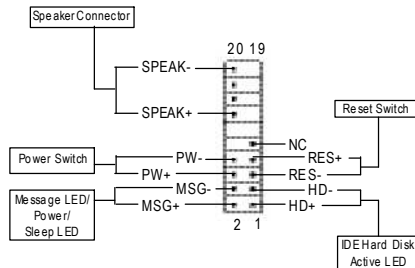 Speaker Connector
20 19
SPEAK-
SPEAK+
Reset Switch
NC
Power Switch
PW-
RES+
PW+
RES-
Message LED/
Power/
Sleep LED
MSG-
HD-
MSG+
HD+
2 1
IDE Hard Disk
Active LED